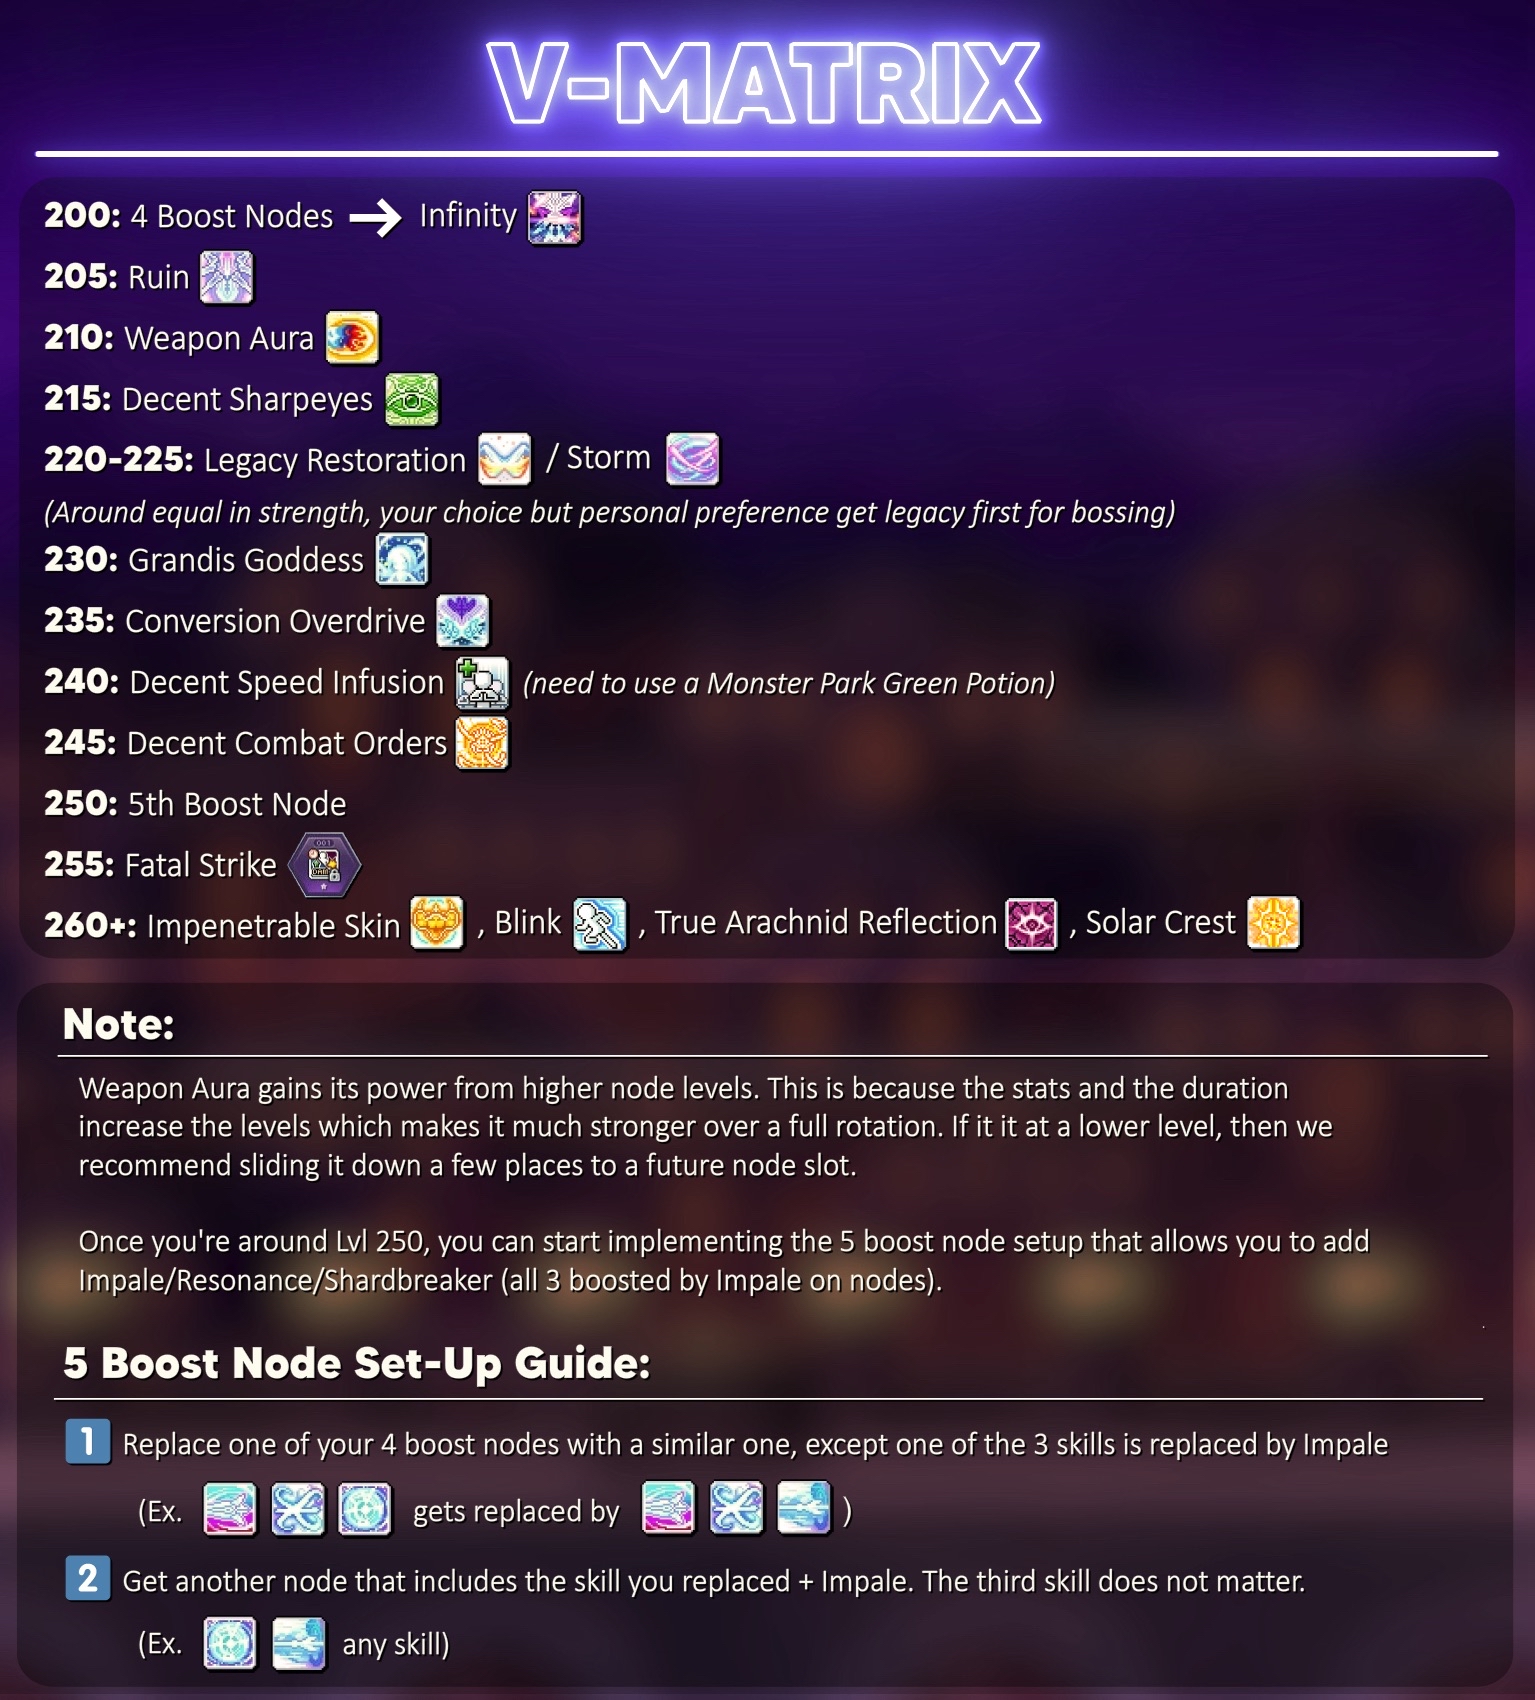 V-MATRIX
200: 4 Boost Nodes → Infinity
205: Ruin
210: Weapon Aura
215: Decent Sharpeyes
220-225: Legacy Restoration / Storm
(Around equal in strength, your choice but personal preference get legacy first for bossing)
230: Grandis Goddess
235: Conversion Overdrive
240: Decent Speed Infusion (need to use a Monster Park Green Potion)
245: Decent Combat Orders
250: 5th Boost Node
255: Fatal Strike
260+: Impenetrable Skin , Blink , True Arachnid Reflection , Solar Crest
Note:
Weapon Aura gains its power from higher node levels. This is because the stats and the duration
increase the levels which makes it much stronger over a full rotation. If it it at a lower level, then we
recommend sliding it down a few places to a future node slot.
Once you're around Lvl 250, you can start implementing the 5 boost node setup that allows you to add
Impale/Resonance/Shardbreaker (all 3 boosted by Impale on nodes).
5 Boost Node Set-Up Guide:
1 Replace one of your 4 boost nodes with a similar one, except one of the 3 skills is replaced by Impale
(Ex. gets replaced by )
2 Get another node that includes the skill you replaced + Impale. The third skill does not matter.
(Ex. any skill)